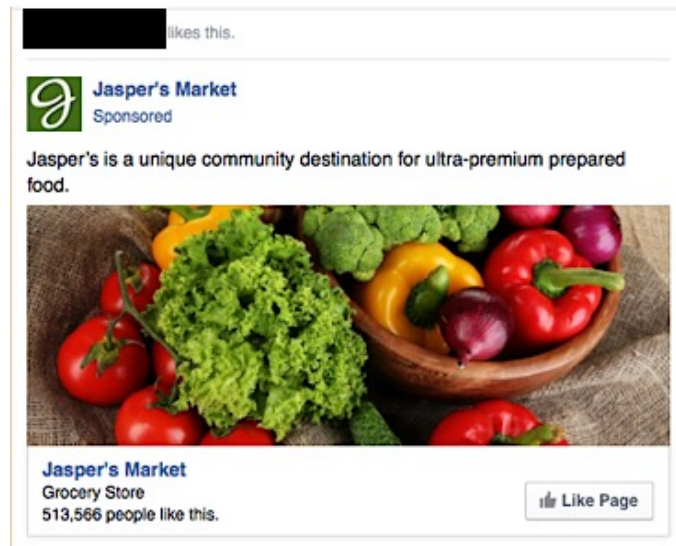 likes this.
Jasper's Market
Sponsored
Jasper's is a unique community destination for ultra-premium prepared
food.
Jasper's Market
Grocery Store
513,566 people like this.
Like Page